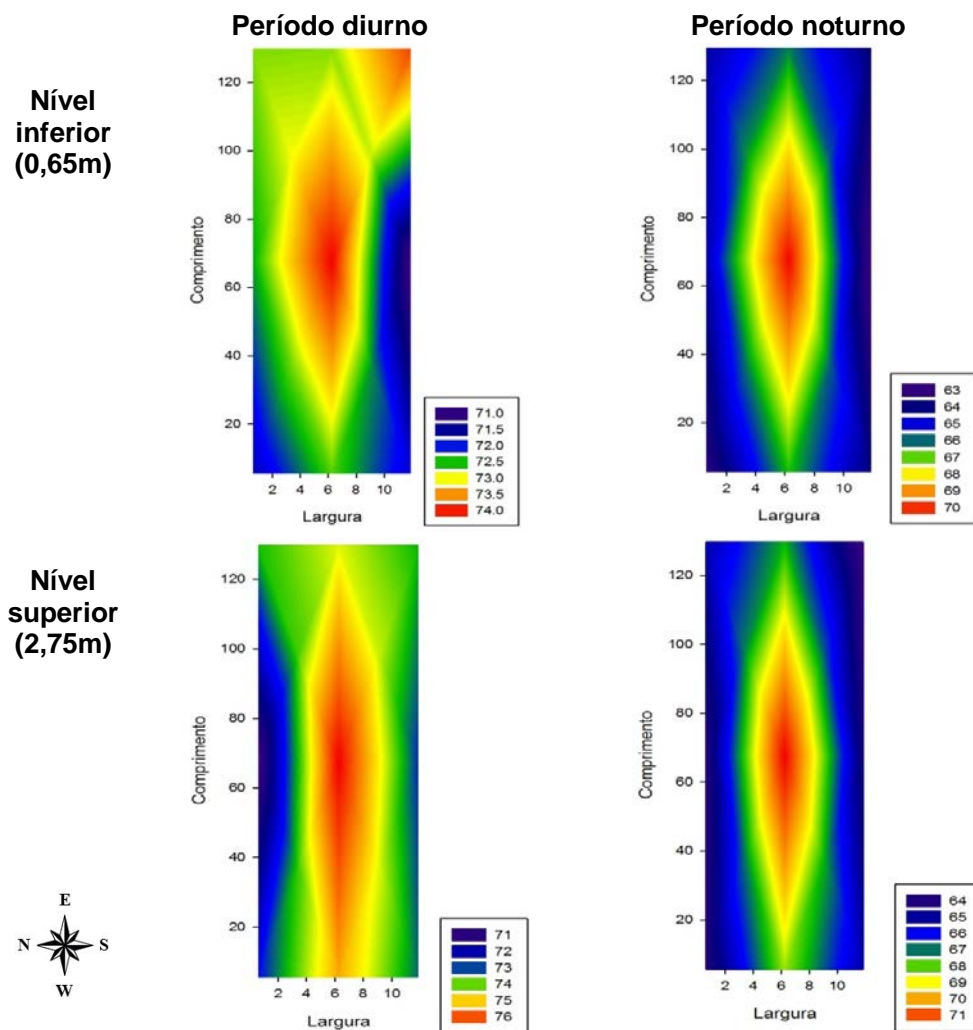 Período diurno
Período noturno
Nível
inferior
(0,65m)
120
100
80
60
40
20
Comprimento
2 4 6 8 10
Largura
71.0
71.5
72.0
72.5
73.0
73.5
74.0
120
100
80
60
40
20
Comprimento
2 4 6 8 10
Largura
63
64
65
66
67
68
69
70
Nível
superior
(2,75m)
120
100
80
60
40
20
Comprimento
2 4 6 8 10
Largura
71
72
73
74
75
76
120
100
80
60
40
20
Comprimento
2 4 6 8 10
Largura
64
65
66
67
68
69
70
71
E
N S
W